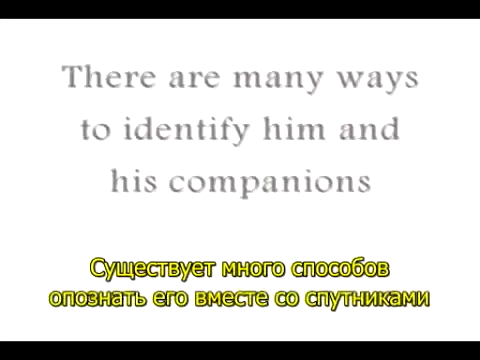 There are many ways
to identify him and
his companions
Существует много способов
опознать его вместе со спутниками